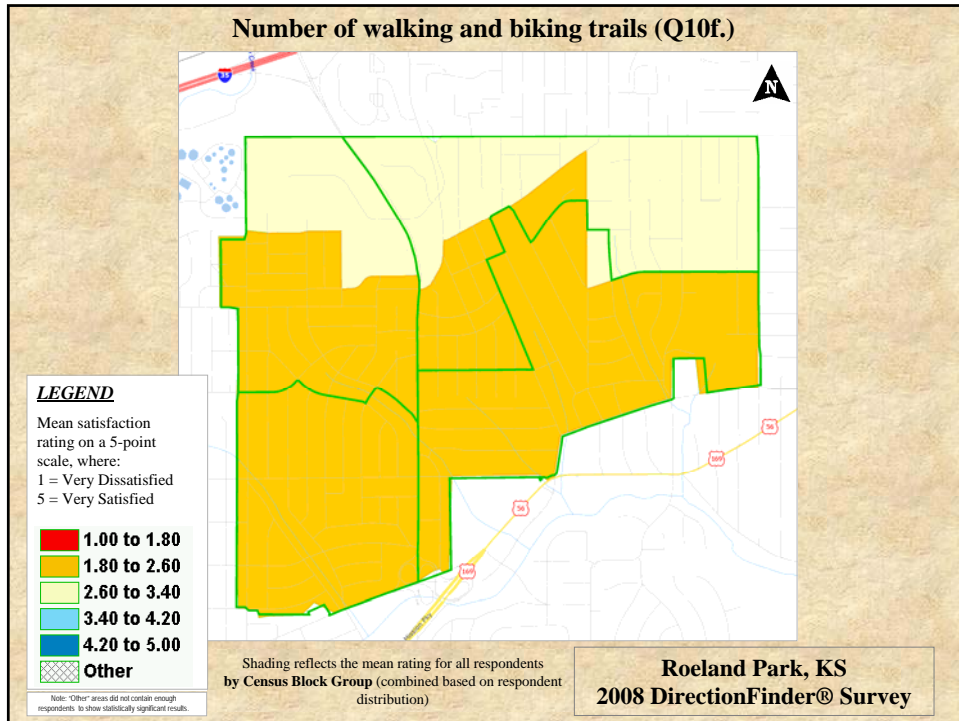 Number of walking and biking trails (Q10f.)
35
Creek
N
56
169
56
169
Mission Pky
LEGEND
Mean satisfaction
rating on a 5-point
scale, where:
1 = Very Dissatisfied
5 = Very Satisfied
1.00 to 1.80
1.80 to 2.60
2.60 to 3.40
3.40 to 4.20
4.20 to 5.00
Other
Note: "Other" areas did not contain enough
respondents to show statistically significant results.
Shading reflects the mean rating for all respondents
by Census Block Group (combined based on respondent
distribution)
Roeland Park, KS
2008 DirectionFinder® Survey